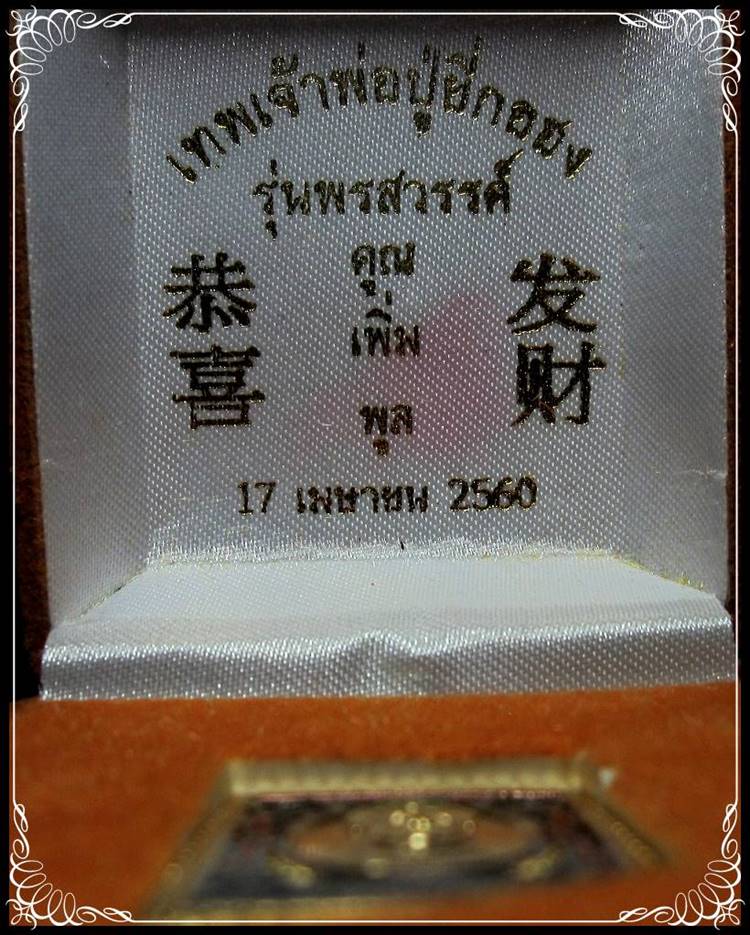 เทพเจ้าพ่อปู่ยี่กอฮง
รุ่นพรสวรรค์
恭喜
คูณ
เพิ่ม
พูล
发财
17 เมษายน 2560